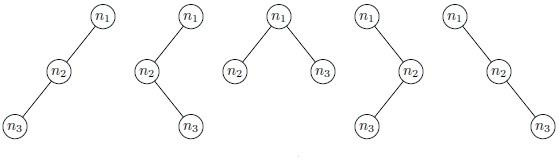 n₁ n₁ n₁ n₁ n₁
n₂ n₂ n₂ n₃ n₂ n₂
n₃ n₃ n₃ n₃